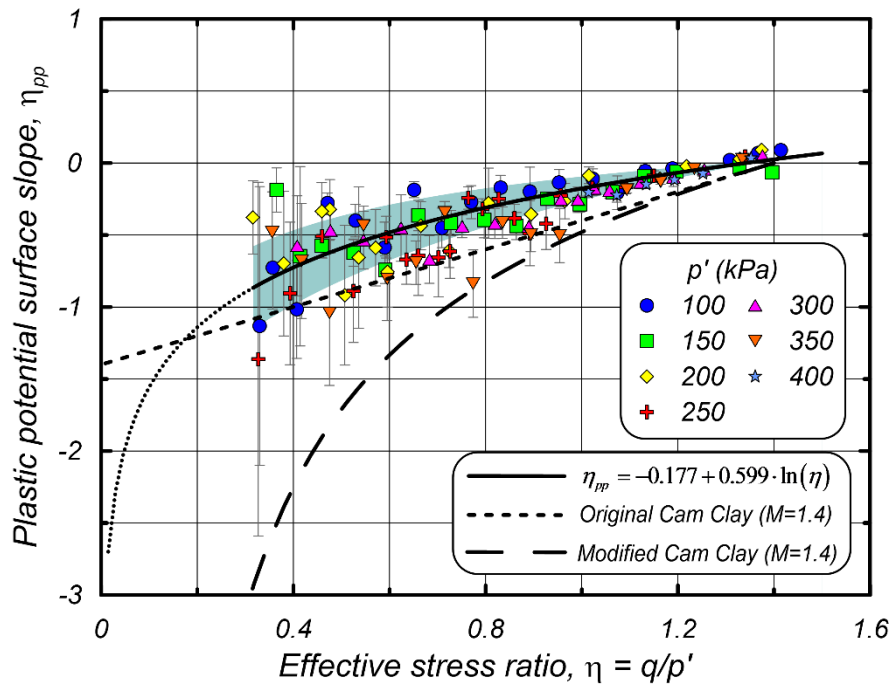 1
0
-1
-2
-3
Plastic potential surface slope, η_pp
0
0.4
0.8
1.2
1.6
Effective stress ratio, η = q/p'
p' (kPa)
100 300
150 350
200 400
250
η_pp = −0.177 + 0.599 · ln(η)
Original Cam Clay (M=1.4)
Modified Cam Clay (M=1.4)